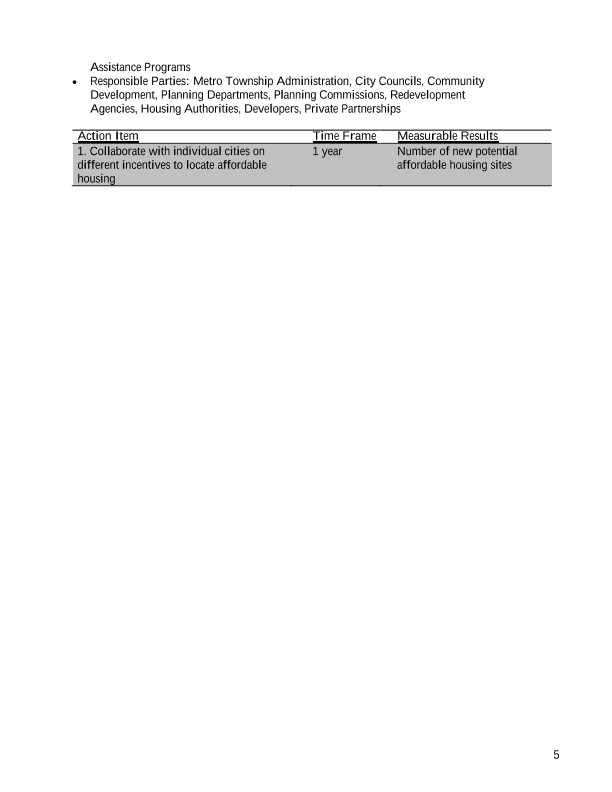 Assistance Programs
• Responsible Parties: Metro Township Administration, City Councils, Community
Development, Planning Departments, Planning Commissions, Redevelopment
Agencies, Housing Authorities, Developers, Private Partnerships
Action Item Time Frame Measurable Results
1. Collaborate with individual cities on 1 year Number of new potential
different incentives to locate affordable affordable housing sites
housing
5